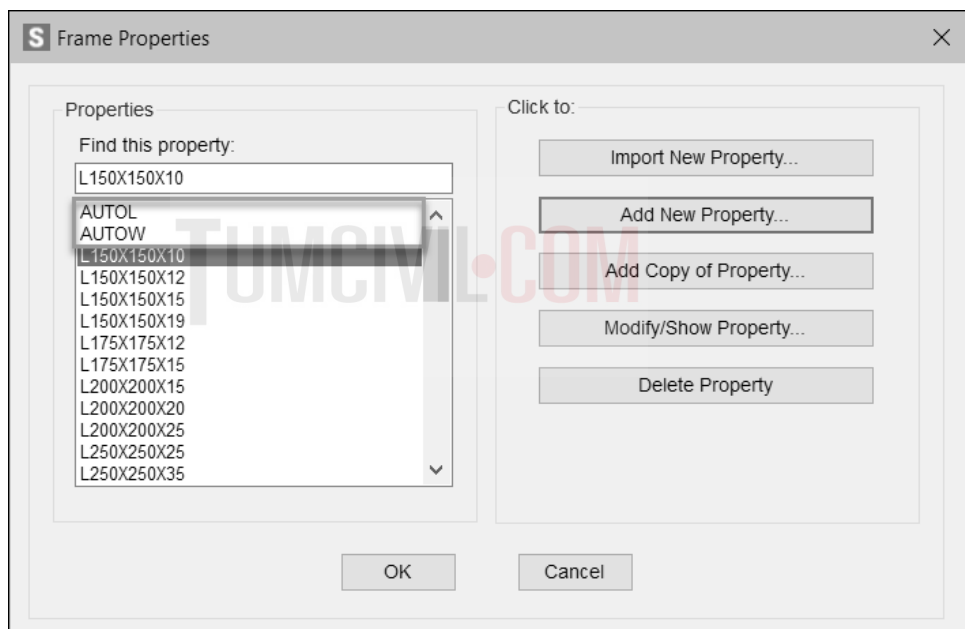 S Frame Properties
Properties
Find this property:
L150X150X10
AUTOL
AUTOW
L150X150X10
L150X150X12
L150X150X15
L150X150X19
L175X175X12
L175X175X15
L200X200X15
L200X200X20
L200X200X25
L250X250X25
L250X250X35
Click to:
Import New Property...
Add New Property...
Add Copy of Property...
Modify/Show Property...
Delete Property
OK
Cancel
TUMCIVIL.COM